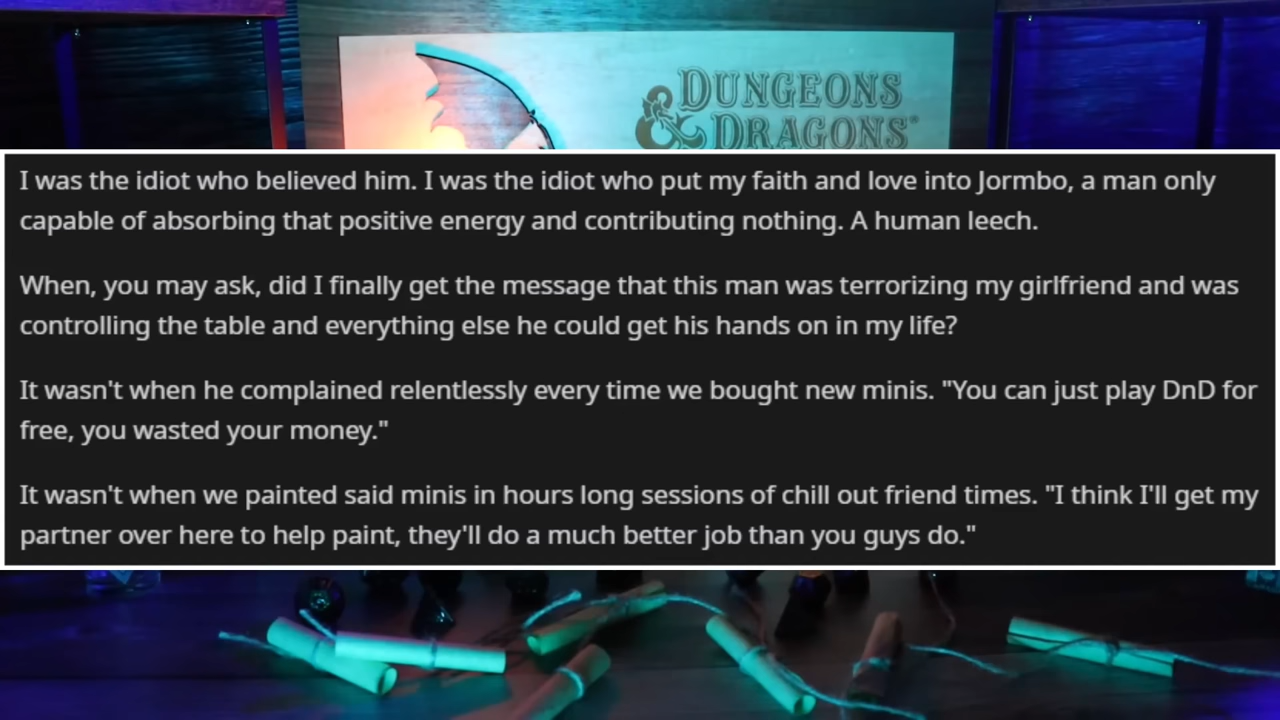 DUNGEONS
& DRAGONS®
I was the idiot who believed him. I was the idiot who put my faith and love into Jormbo, a man only
capable of absorbing that positive energy and contributing nothing. A human leech.
When, you may ask, did I finally get the message that this man was terrorizing my girlfriend and was
controlling the table and everything else he could get his hands on in my life?
It wasn't when he complained relentlessly every time we bought new minis. "You can just play DnD for
free, you wasted your money."
It wasn't when we painted said minis in hours long sessions of chill out friend times. "I think I'll get my
partner over here to help paint, they'll do a much better job than you guys do."